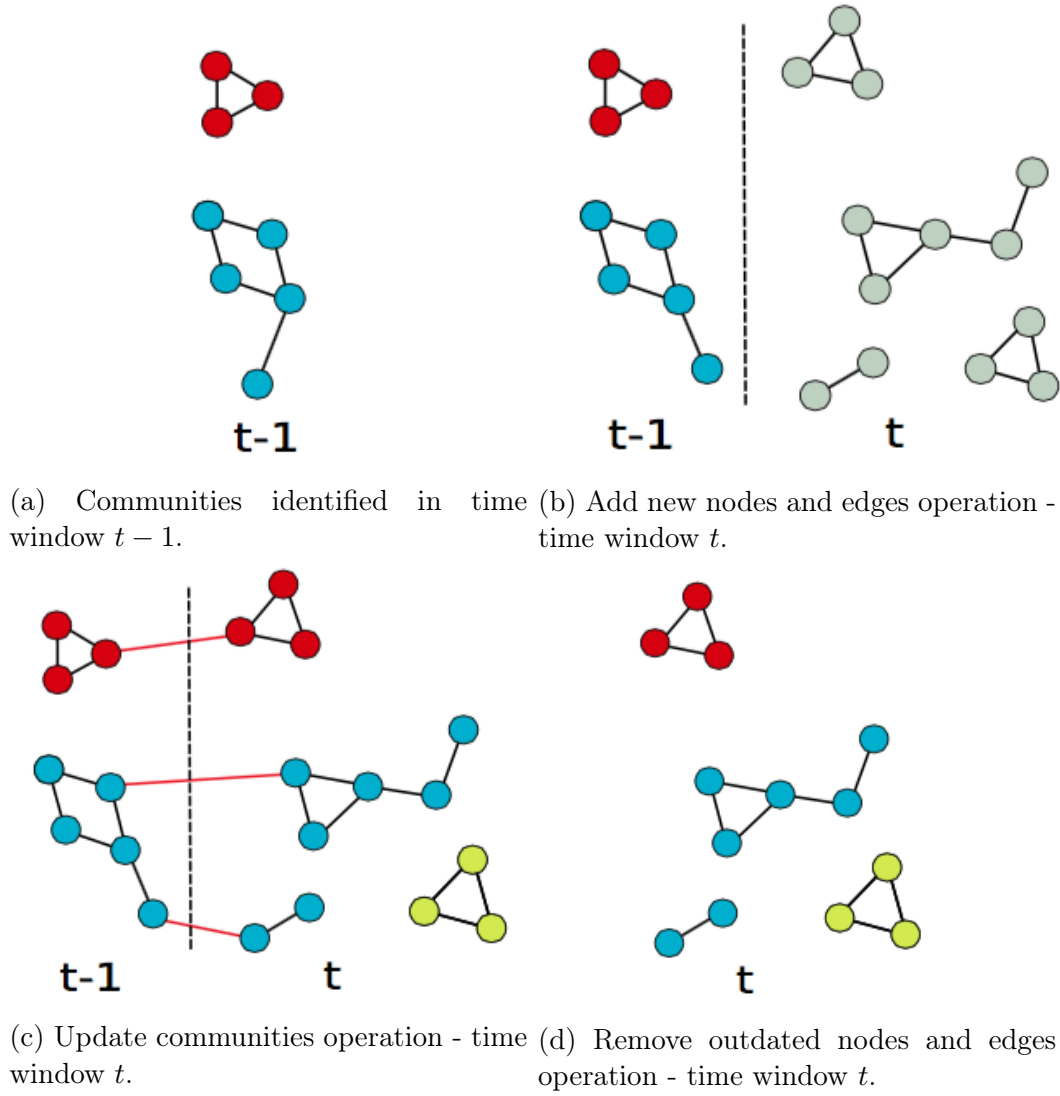 t-1
t-1
t
(a) Communities identified in time
window t − 1.
(b) Add new nodes and edges operation -
time window t.
t-1
t
t
(c) Update communities operation - time
window t.
(d) Remove outdated nodes and edges
operation - time window t.